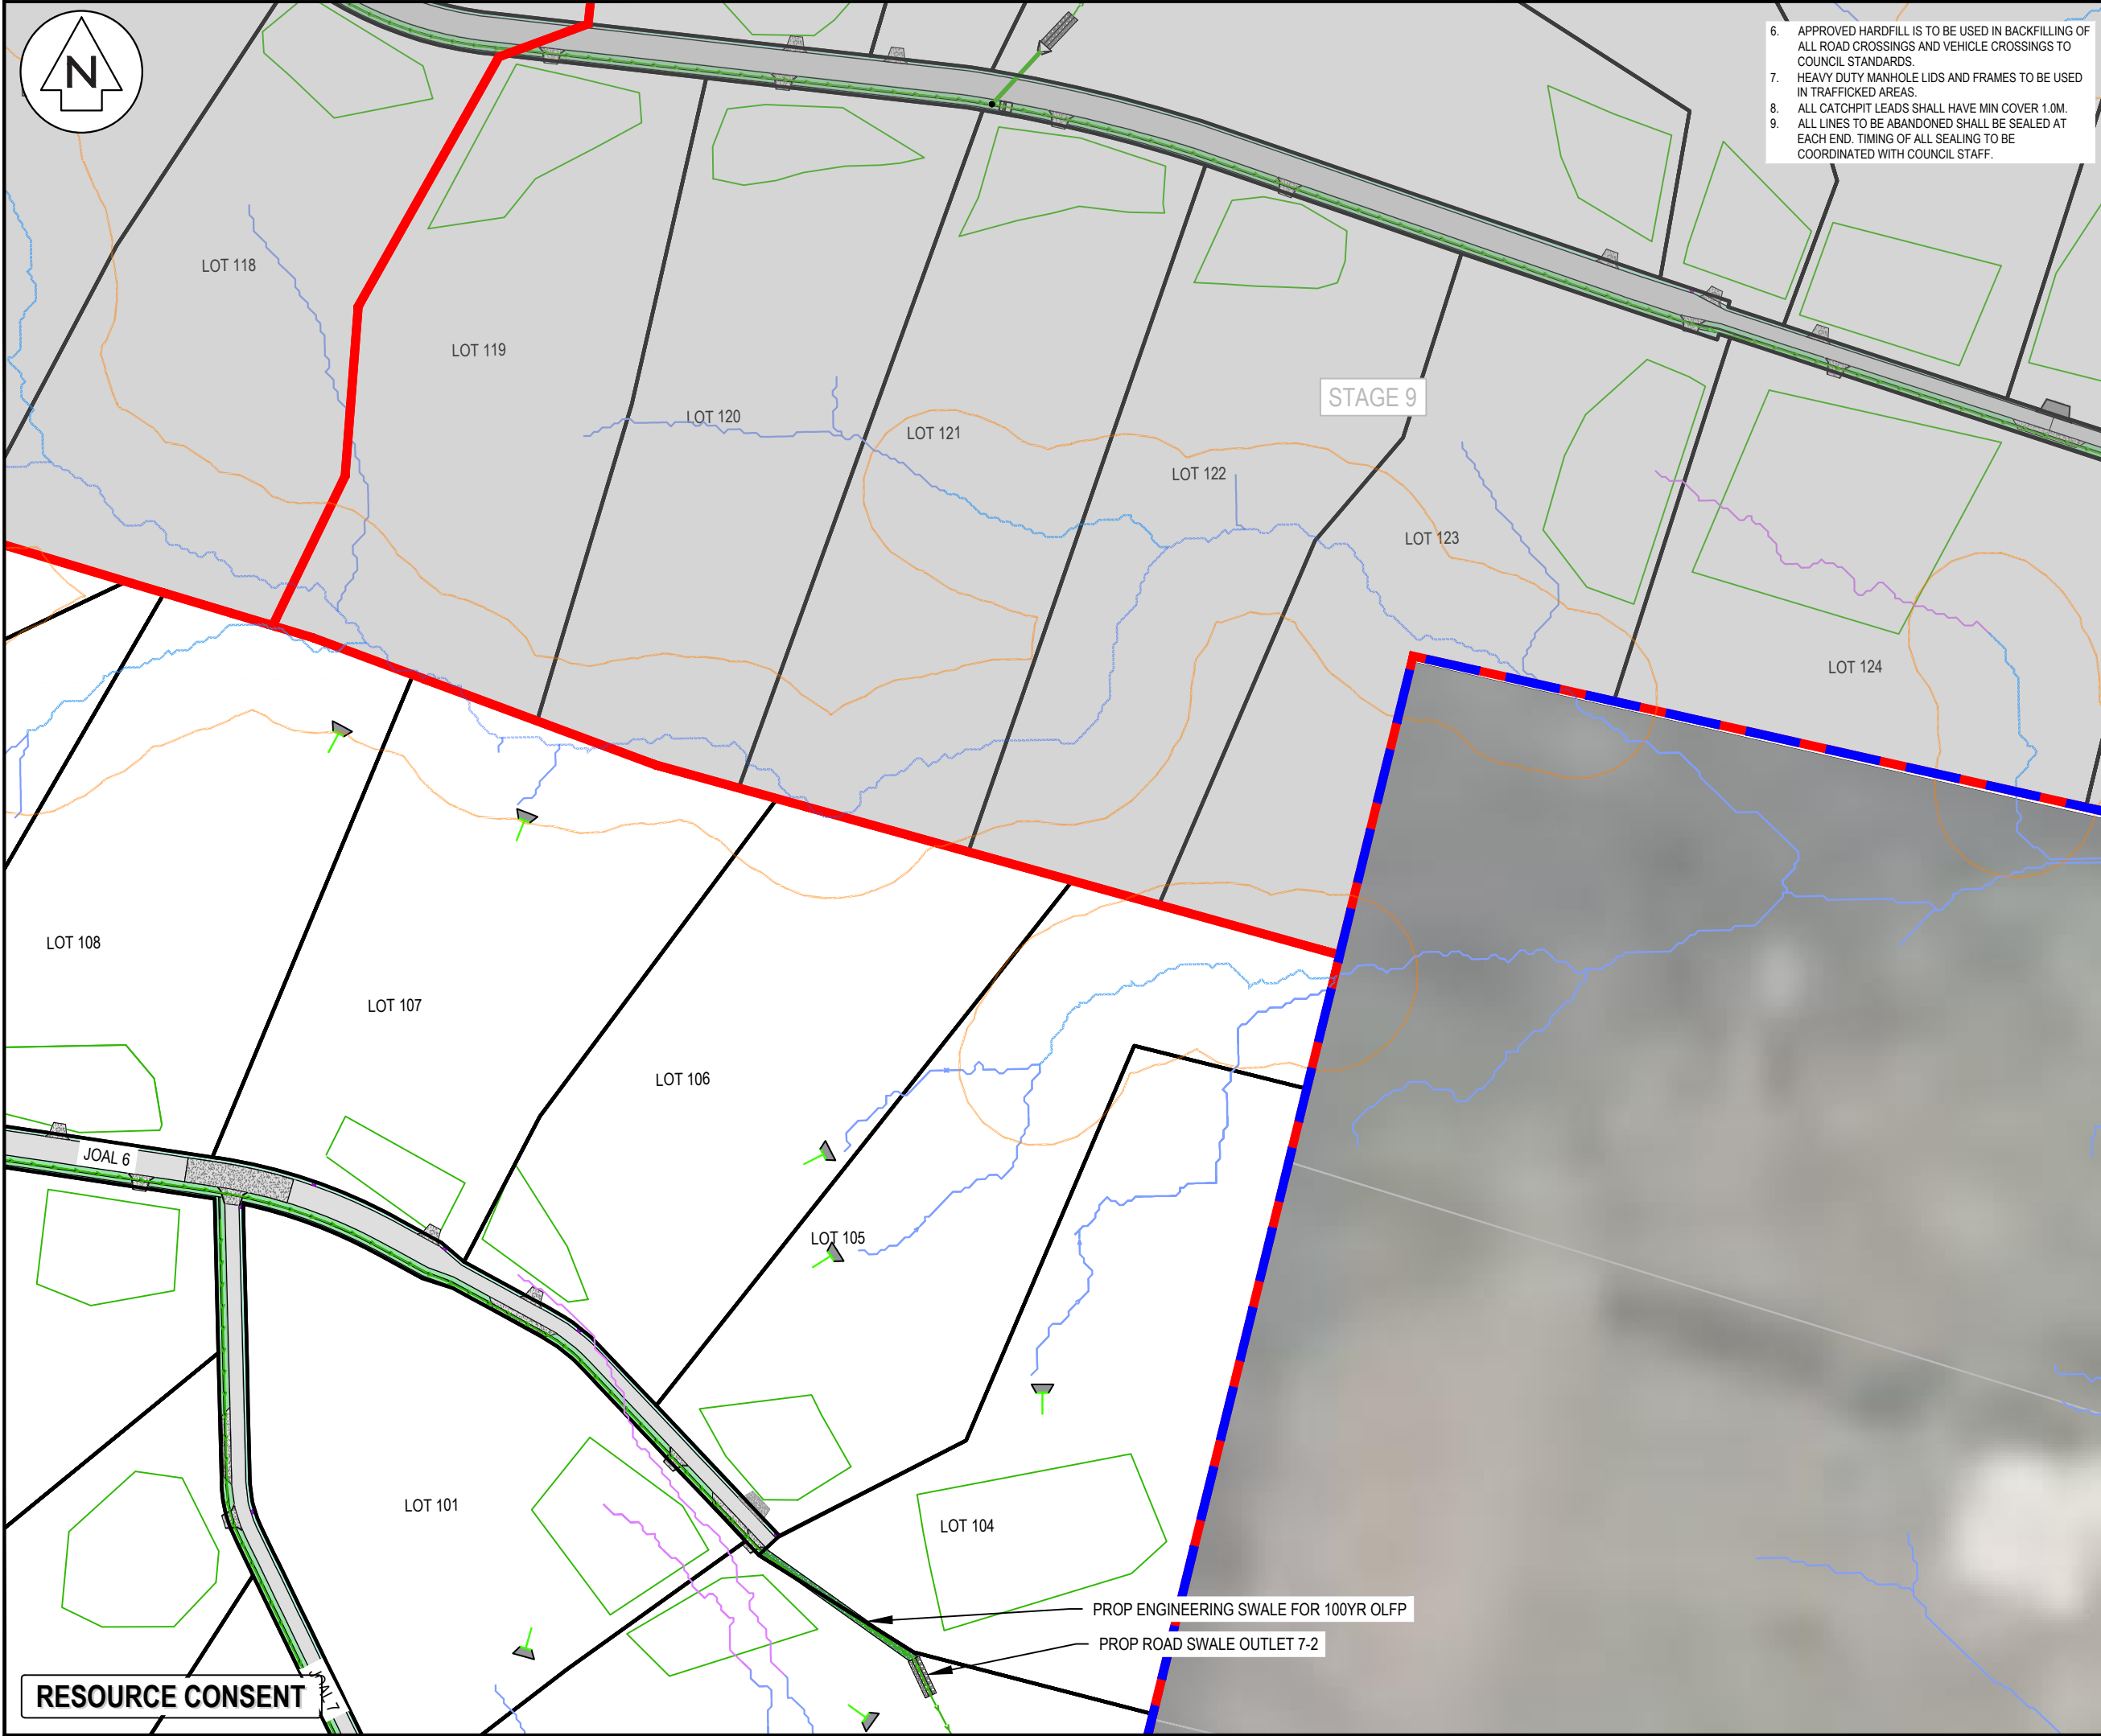 N
6. APPROVED HARDFILL IS TO BE USED IN BACKFILLING OF
ALL ROAD CROSSINGS AND VEHICLE CROSSINGS TO
COUNCIL STANDARDS.
7. HEAVY DUTY MANHOLE LIDS AND FRAMES TO BE USED
IN TRAFFICKED AREAS.
8. ALL CATCHPIT LEADS SHALL HAVE MIN COVER 1.0M.
9. ALL LINES TO BE ABANDONED SHALL BE SEALED AT
EACH END. TIMING OF ALL SEALING TO BE
COORDINATED WITH COUNCIL STAFF.
LOT 118
LOT 119
LOT 120
LOT 121
STAGE 9
LOT 122
LOT 123
LOT 124
LOT 108
LOT 107
LOT 106
JOAL 6
LOT 105
LOT 101
LOT 104
PROP ENGINEERING SWALE FOR 100YR OLFP
PROP ROAD SWALE OUTLET 7-2
RESOURCE CONSENT
JOAL 7